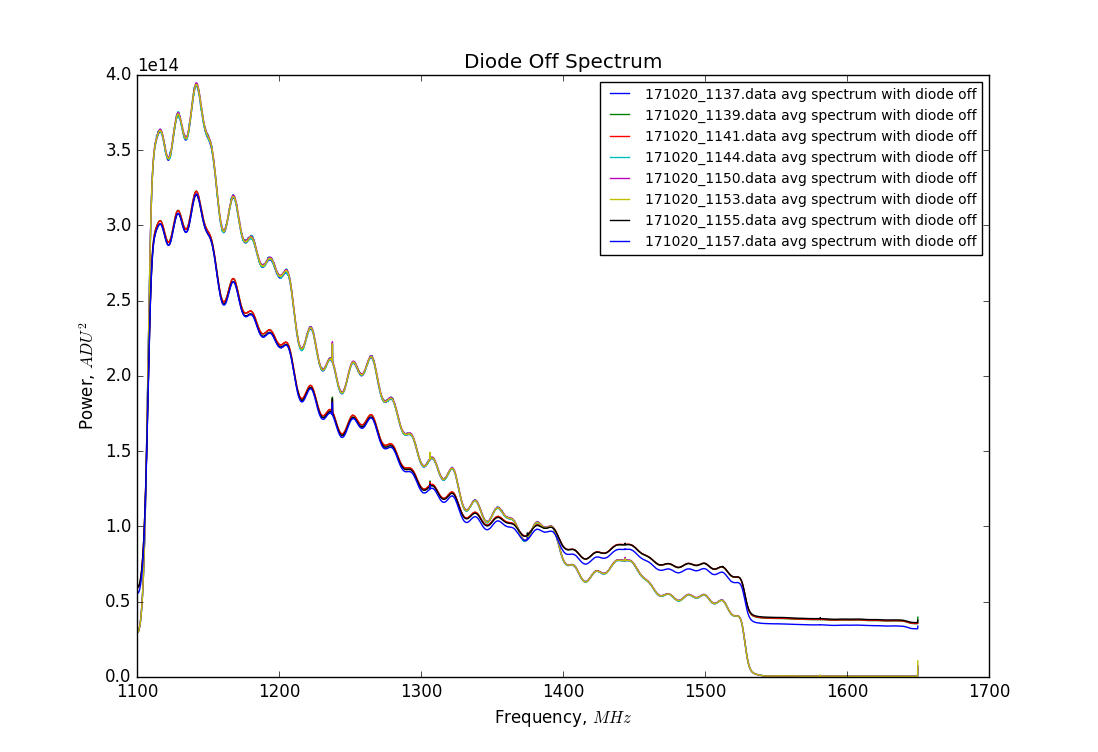 Diode Off Spectrum
1e14
4.0
3.5
3.0
2.5
2.0
1.5
1.0
0.5
0.0
Power, ADU²
171020_1137.data avg spectrum with diode off
171020_1139.data avg spectrum with diode off
171020_1141.data avg spectrum with diode off
171020_1144.data avg spectrum with diode off
171020_1150.data avg spectrum with diode off
171020_1153.data avg spectrum with diode off
171020_1155.data avg spectrum with diode off
171020_1157.data avg spectrum with diode off
1100 1200 1300 1400 1500 1600 1700
Frequency, MHz